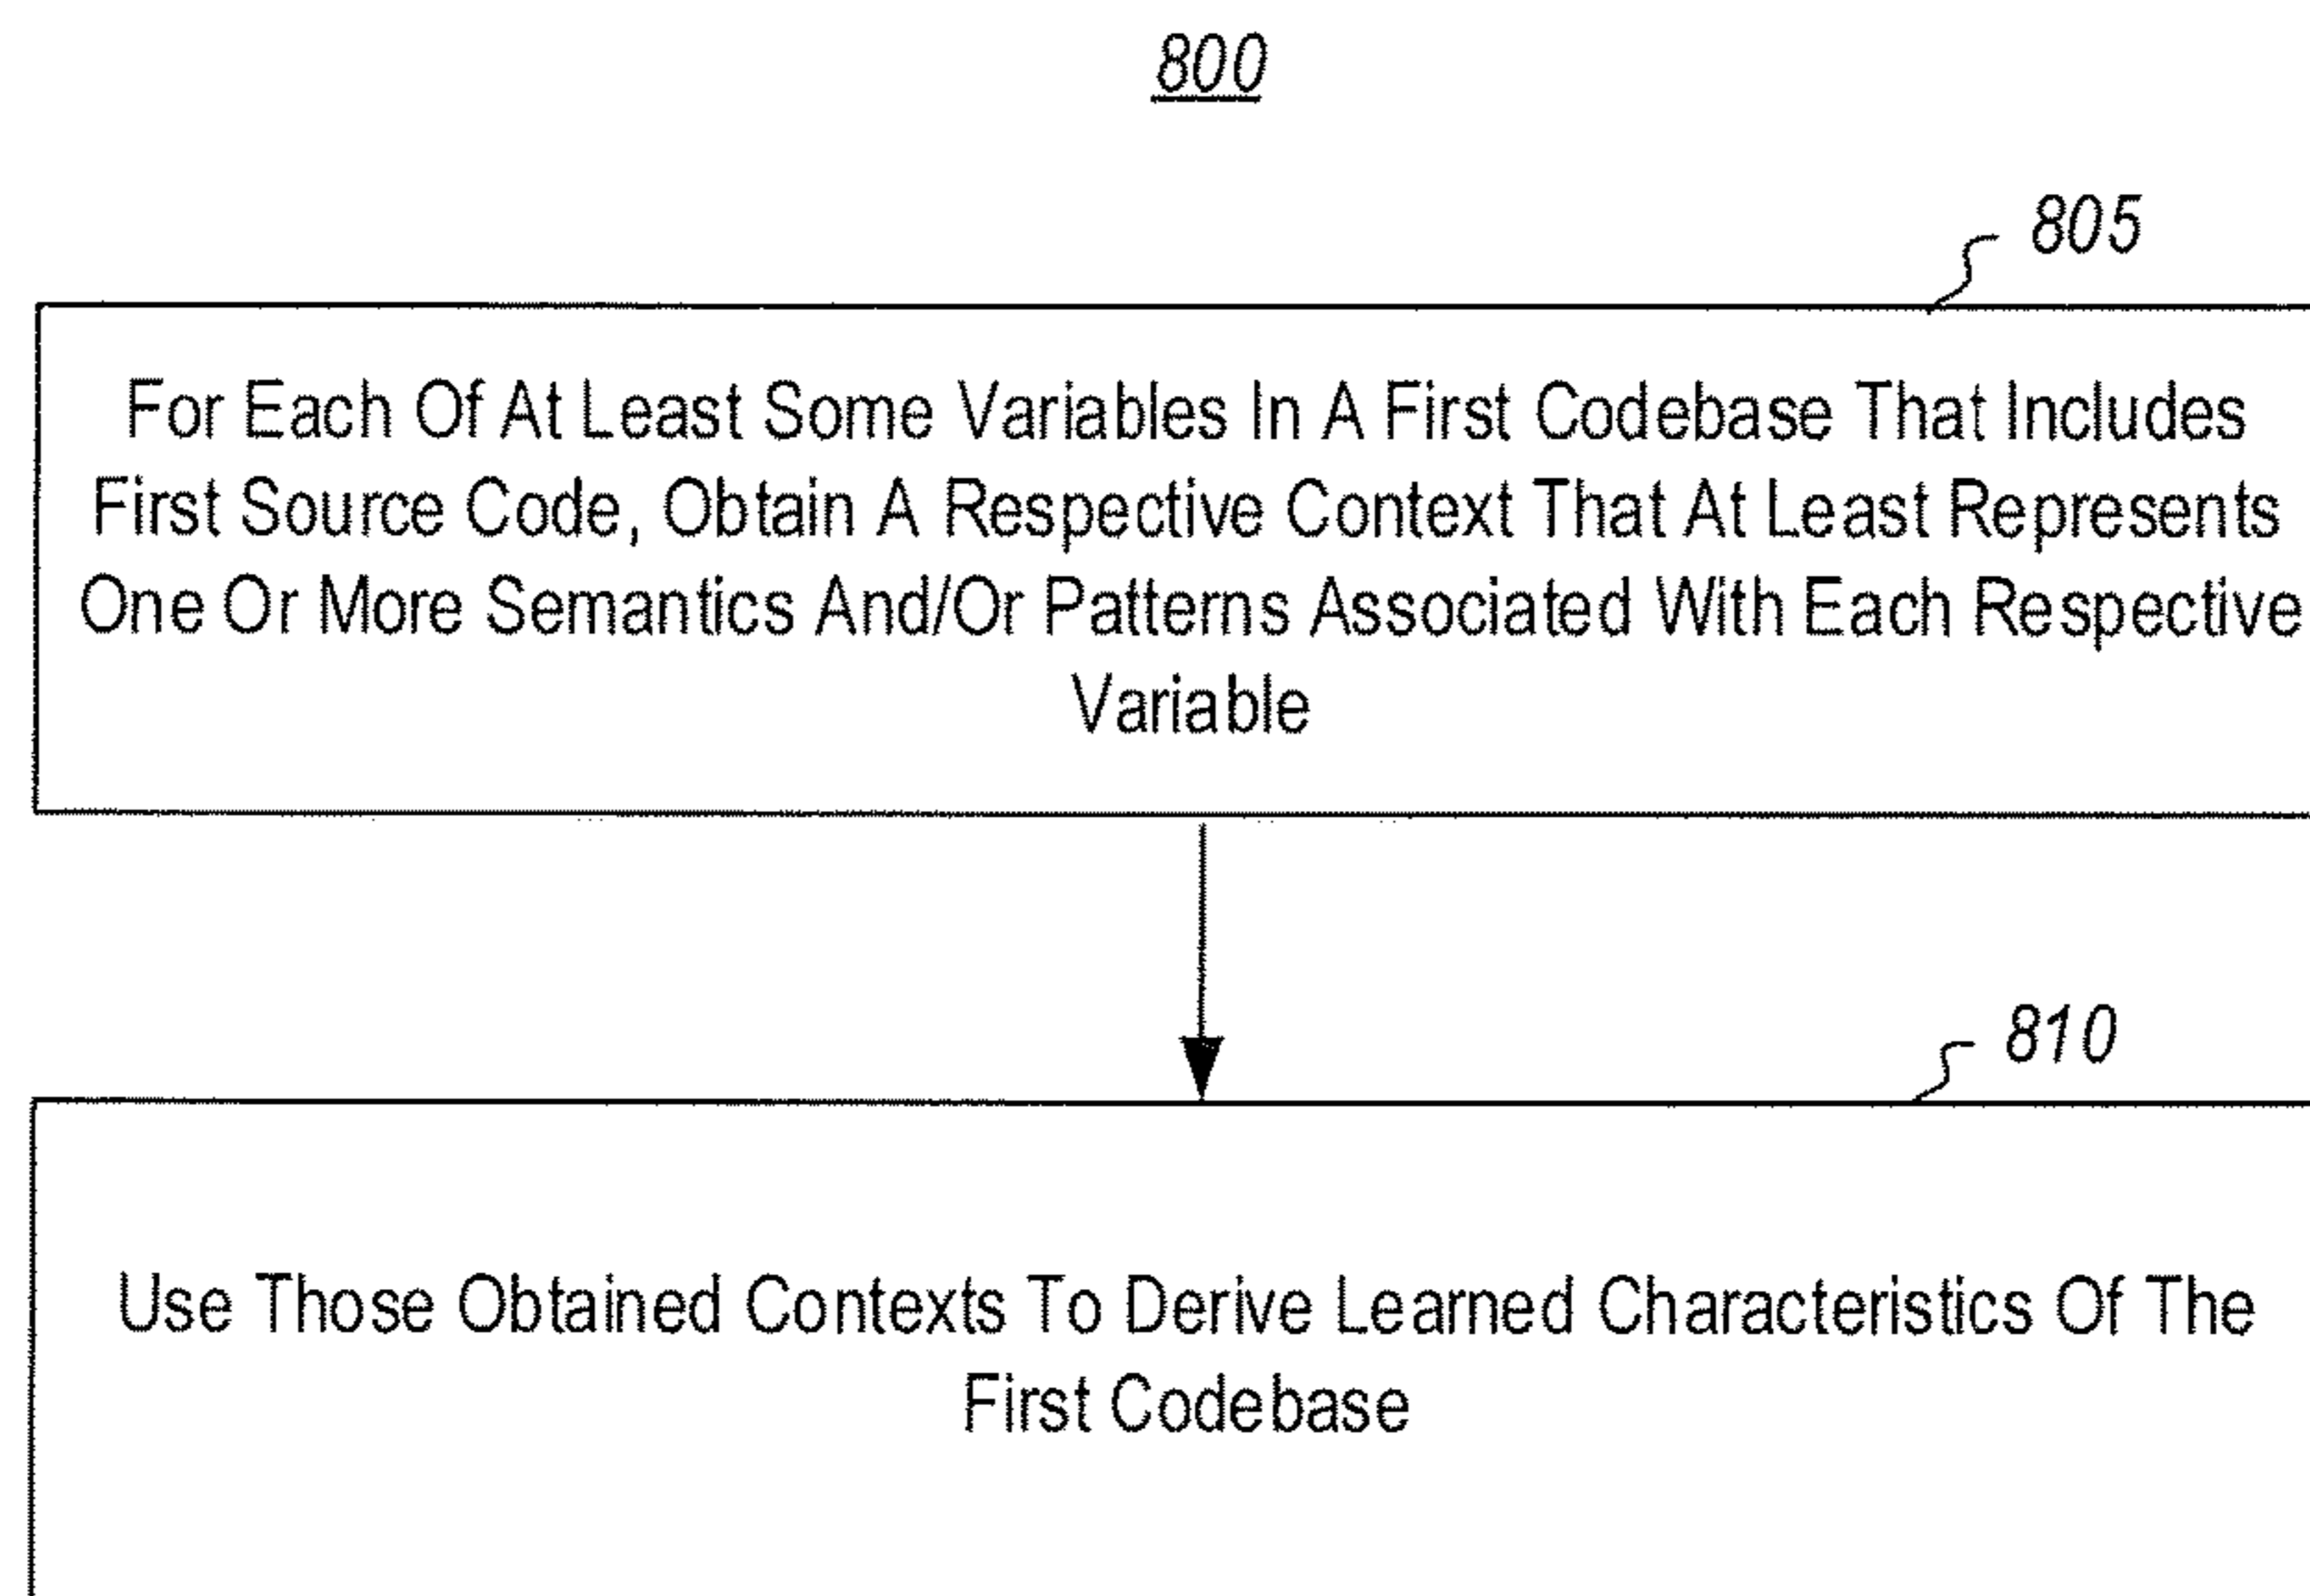 800
805
For Each Of At Least Some Variables In A First Codebase That Includes
First Source Code, Obtain A Respective Context That At Least Represents
One Or More Semantics And/Or Patterns Associated With Each Respective
Variable
810
Use Those Obtained Contexts To Derive Learned Characteristics Of The
First Codebase